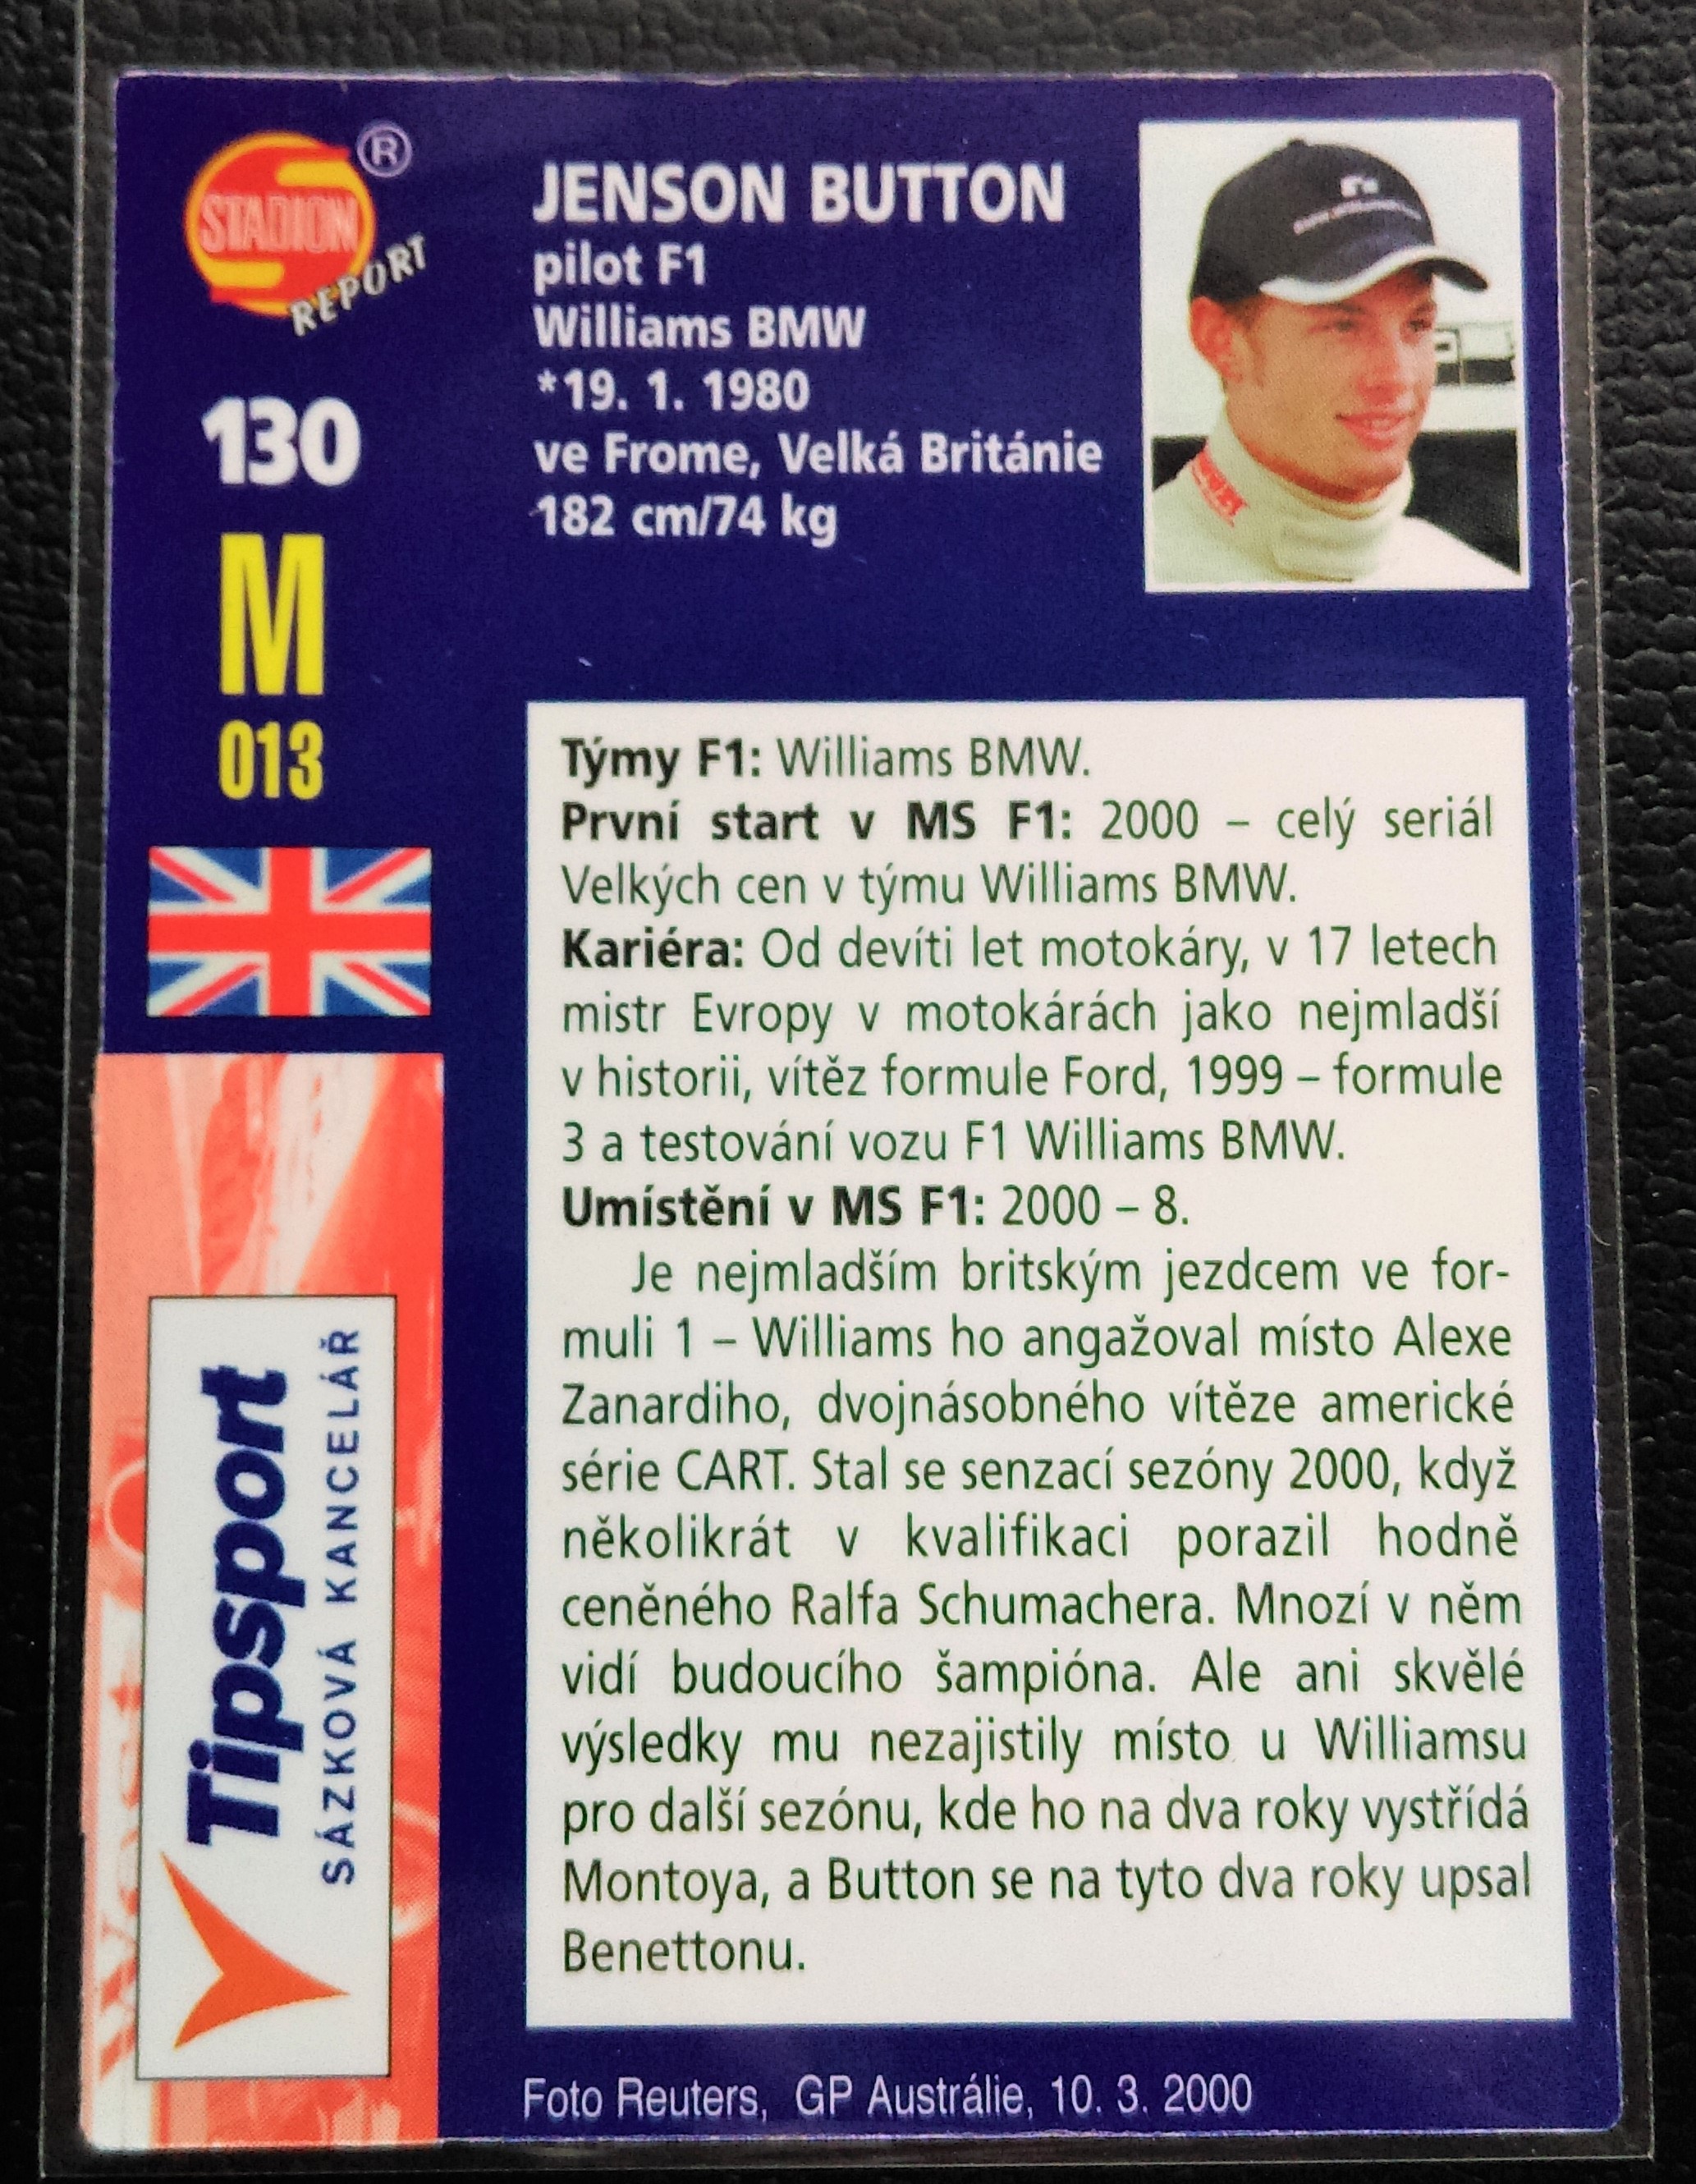 STADION
®
REPORT
130
M
013
Tipsport
SÁZKOVÁ KANCELÁŘ
JENSON BUTTON
pilot F1
Williams BMW
*19. 1. 1980
ve Frome, Velká Británie
182 cm/74 kg
Týmy F1: Williams BMW.
První start v MS F1: 2000 – celý seriál
Velkých cen v týmu Williams BMW.
Kariéra: Od devíti let motokáry, v 17 letech
mistr Evropy v motokárách jako nejmladší
v historii, vítěz formule Ford, 1999 – formule
3 a testování vozu F1 Williams BMW.
Umístění v MS F1: 2000 – 8.
Je nejmladším britským jezdcem ve for-
muli 1 – Williams ho angažoval místo Alexe
Zanardiho, dvojnásobného vítěze americké
série CART. Stal se senzací sezóny 2000, když
několikrát v kvalifikaci porazil hodně
ceněného Ralfa Schumachera. Mnozí v něm
vidí budoucího šampióna. Ale ani skvělé
výsledky mu nezajistily místo u Williamsu
pro další sezónu, kde ho na dva roky vystřídá
Montoya, a Button se na tyto dva roky upsal
Benettonu.
Foto Reuters, GP Austrálie, 10. 3. 2000